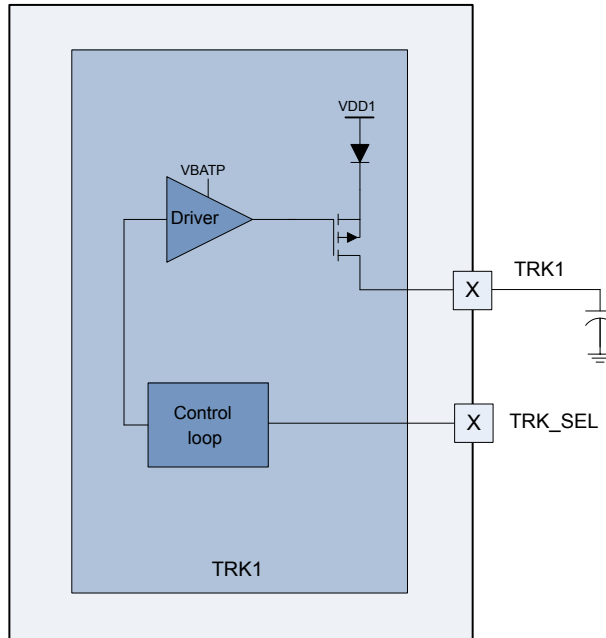 VDD1
VBATP
Driver
X
TRK1
Control
loop
X
TRK_SEL
TRK1